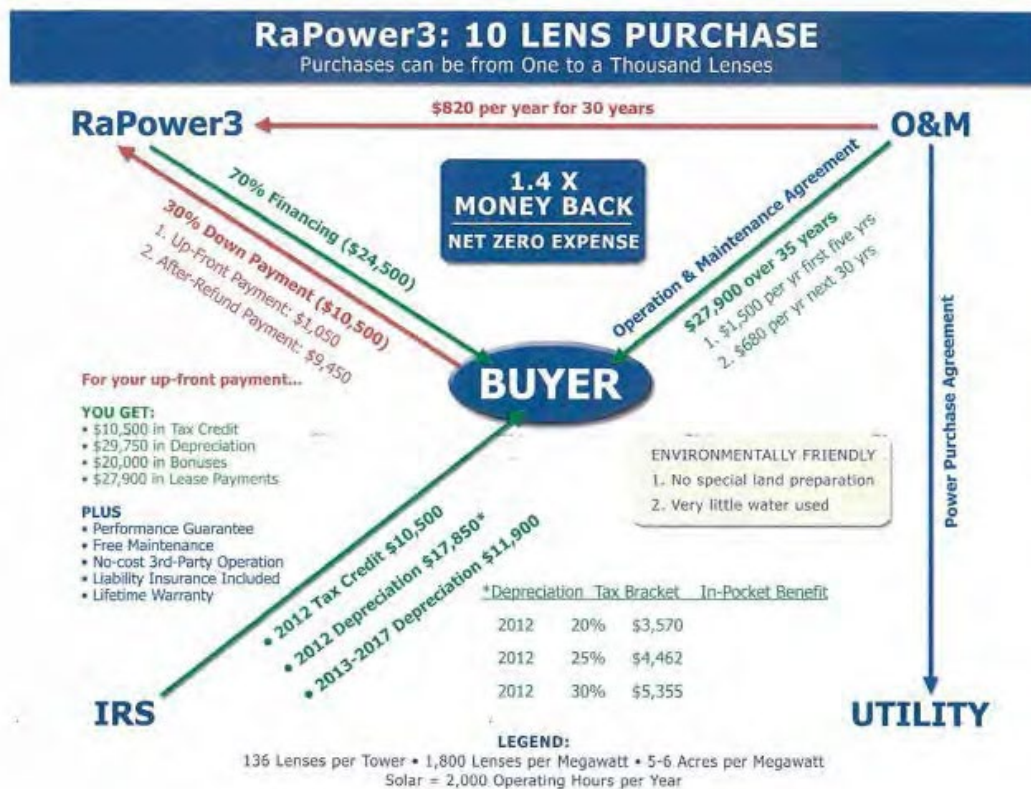 RaPower3: 10 LENS PURCHASE
Purchases can be from One to a Thousand Lenses
$820 per year for 30 years
RaPower3
O&M
1.4 X
MONEY BACK
NET ZERO EXPENSE
70% Financing ($24,500)
30% Down Payment ($10,500)
1. Up-Front Payment: $1,050
2. After-Refund Payment: $9,450
Operation & Maintenance Agreement
$27,900 over 35 years
1. $1,500 per yr first five yrs
2. $680 per yr next 30 yrs
Power Purchase Agreement
BUYER
For your up-front payment...
YOU GET:
• $10,500 in Tax Credit
• $29,750 in Depreciation
• $20,000 in Bonuses
• $27,900 in Lease Payments
PLUS
• Performance Guarantee
• Free Maintenance
• No-cost 3rd-Party Operation
• Liability Insurance Included
• Lifetime Warranty
ENVIRONMENTALLY FRIENDLY
1. No special land preparation
2. Very little water used
• 2012 Tax Credit $10,500
• 2012 Depreciation $17,850*
• 2013-2017 Depreciation $11,900
*Depreciation Tax Bracket In-Pocket Benefit
2012 20% $3,570
2012 25% $4,462
2012 30% $5,355
IRS
UTILITY
LEGEND:
136 Lenses per Tower • 1,800 Lenses per Megawatt • 5-6 Acres per Megawatt
Solar = 2,000 Operating Hours per Year